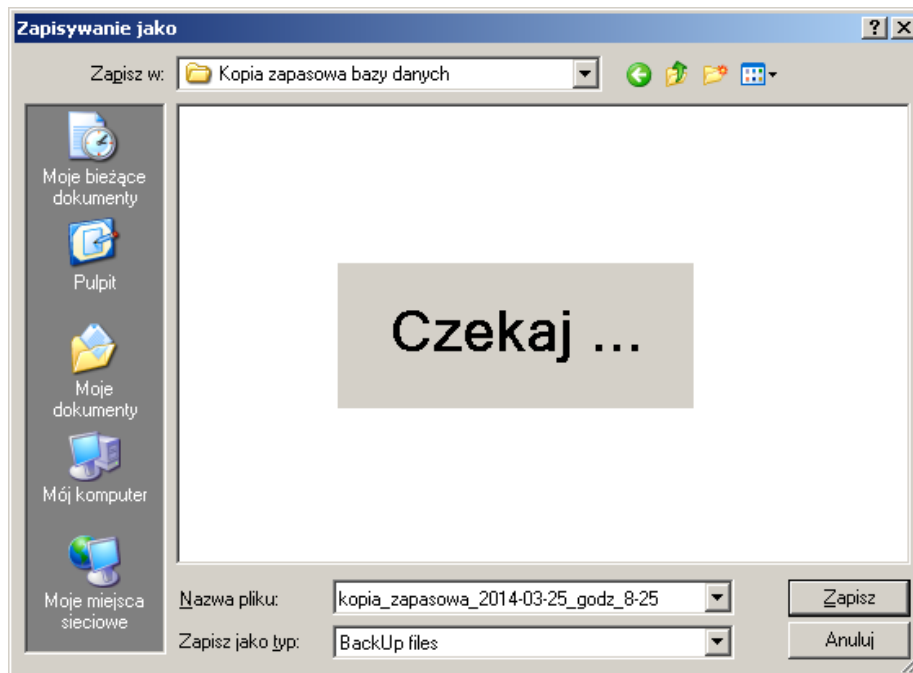 Zapisywanie jako
Zapisz w:
Kopia zapasowa bazy danych
Moje bieżące
dokumenty
Pulpit
Moje
dokumenty
Mój komputer
Moje miejsca
sieciowe
Czekaj ...
Nazwa pliku:
kopia_zapasowa_2014-03-25_godz_8-25
Zapisz
Zapisz jako typ:
BackUp files
Anuluj